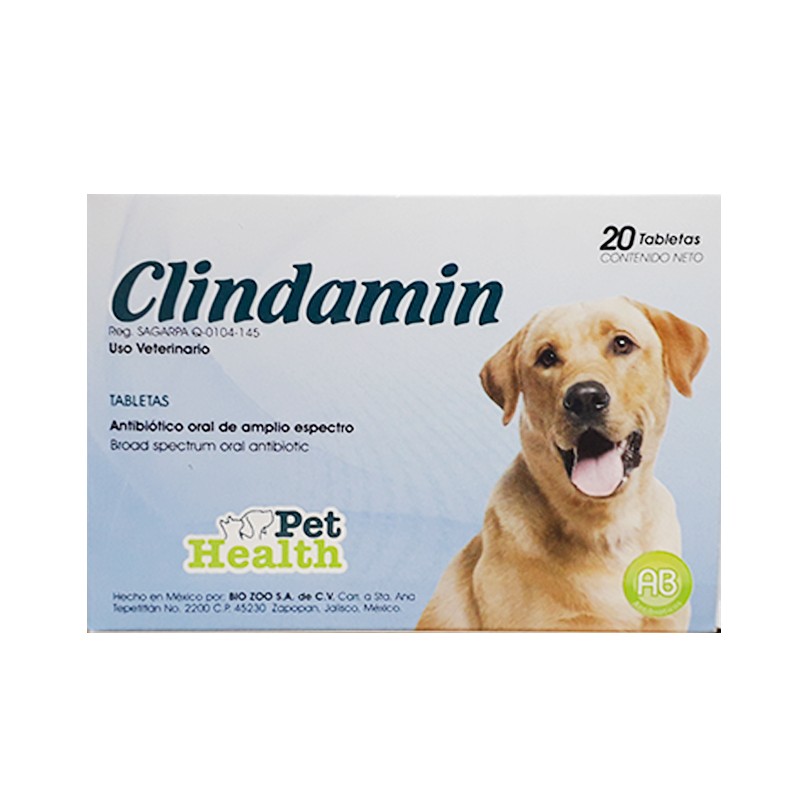 20 Tabletas
CONTENIDO NETO
Clindamin
Reg. SAGARPA Q-0104-145
Uso Veterinario
TABLETAS
Antibiótico oral de amplio espectro
Broad spectrum oral antibiotic
Pet
Health
AB
Hecho en México por: BIO ZOO S.A. de C.V. Carr. a Sta. Ana
Tepetitlán No. 2200 C.P. 45230 Zapopan, Jalisco, México.